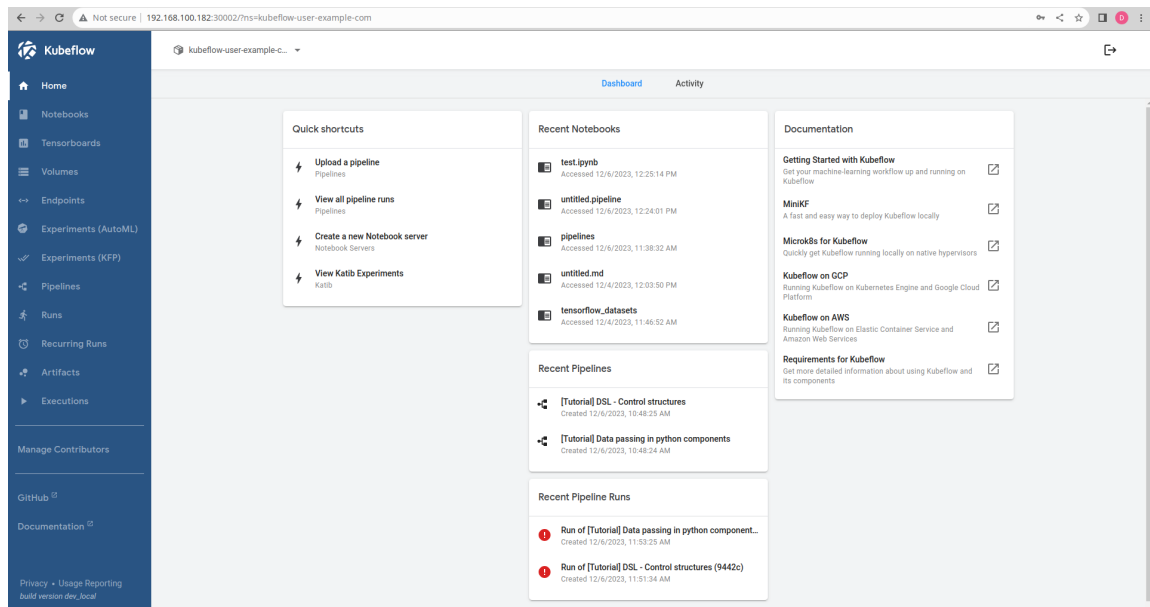 Not secure | 192.168.100.182:30002/?ns=kubeflow-user-example-com
D
Kubeflow
kubeflow-user-example-c...
Home
Notebooks
Tensorboards
Volumes
Endpoints
Experiments (AutoML)
Experiments (KFP)
Pipelines
Runs
Recurring Runs
Artifacts
Executions
Manage Contributors
GitHub
Documentation
Privacy • Usage Reporting
build version dev_local
Dashboard
Activity
Quick shortcuts
Upload a pipeline
Pipelines
View all pipeline runs
Pipelines
Create a new Notebook server
Notebook Servers
View Katib Experiments
Katib
Recent Notebooks
test.ipynb
Accessed 12/6/2023, 12:25:14 PM
untitled.pipeline
Accessed 12/6/2023, 12:24:01 PM
pipelines
Accessed 12/6/2023, 11:38:32 AM
untitled.md
Accessed 12/4/2023, 12:03:50 PM
tensorflow_datasets
Accessed 12/4/2023, 11:46:52 AM
Recent Pipelines
[Tutorial] DSL - Control structures
Created 12/6/2023, 10:48:25 AM
[Tutorial] Data passing in python components
Created 12/6/2023, 10:48:24 AM
Recent Pipeline Runs
Run of [Tutorial] Data passing in python component...
Created 12/6/2023, 11:53:25 AM
Run of [Tutorial] DSL - Control structures (9442c)
Created 12/6/2023, 11:51:34 AM
Documentation
Getting Started with Kubeflow
Get your machine-learning workflow up and running on
Kubeflow
MiniKF
A fast and easy way to deploy Kubeflow locally
Microk8s for Kubeflow
Quickly get Kubeflow running locally on native hypervisors
Kubeflow on GCP
Running Kubeflow on Kubernetes Engine and Google Cloud
Platform
Kubeflow on AWS
Running Kubeflow on Elastic Container Service and
Amazon Web Services
Requirements for Kubeflow
Get more detailed information about using Kubeflow and
its components